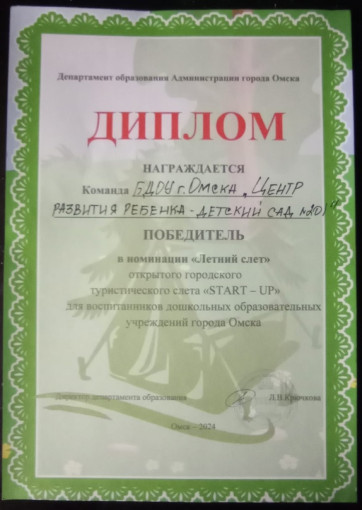 Департамент образования Администрации города Омска
ДИПЛОМ
НАГРАЖДАЕТСЯ
Команда БДОУ г. Омска „Центр
развития ребенка - детский сад
ПОБЕДИТЕЛЬ
в номинации «Летний слет»
открытого городского
туристического слета «START – UP»
для воспитанников дошкольных образовательных
учреждений города Омска
Директор департамента образования Л.В.Крючкова
Омск – 2024